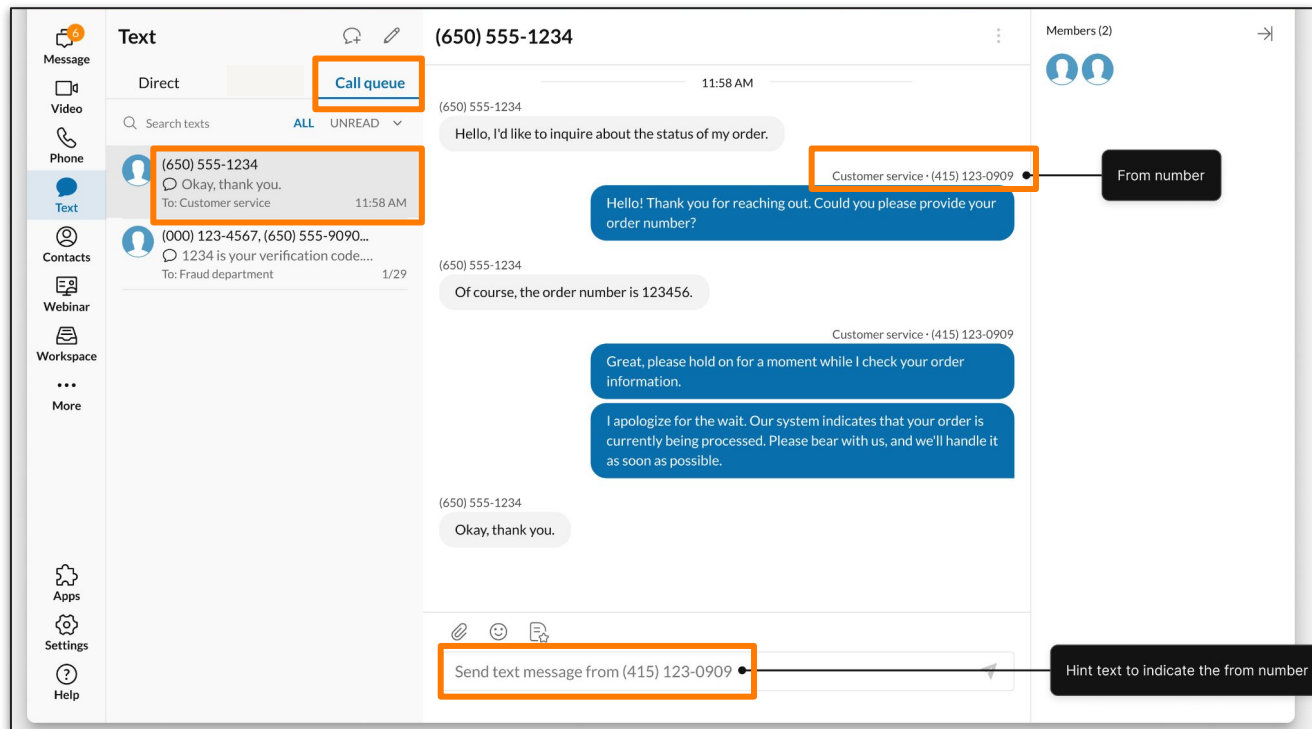 6
Message
Video
Phone
Text
Contacts
Webinar
Workspace
More
Apps
Settings
Help
Text
Direct
Call queue
Search texts
ALL UNREAD
(650) 555-1234
Okay, thank you.
To: Customer service 11:58 AM
(000) 123-4567, (650) 555-9090...
1234 is your verification code....
To: Fraud department 1/29
(650) 555-1234
11:58 AM
(650) 555-1234
Hello, I'd like to inquire about the status of my order.
Customer service · (415) 123-0909
From number
Hello! Thank you for reaching out. Could you please provide your
order number?
(650) 555-1234
Of course, the order number is 123456.
Customer service · (415) 123-0909
Great, please hold on for a moment while I check your order
information.
I apologize for the wait. Our system indicates that your order is
currently being processed. Please bear with us, and we'll handle it
as soon as possible.
(650) 555-1234
Okay, thank you.
Send text message from (415) 123-0909
Hint text to indicate the from number
Members (2)